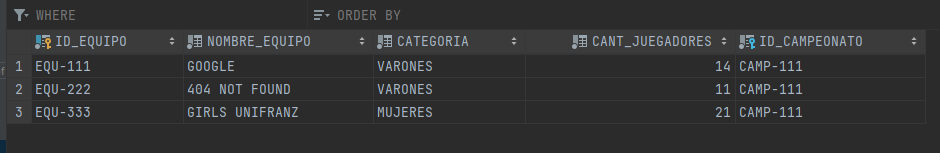 WHERE ORDER BY
ID_EQUIPO NOMBRE_EQUIPO CATEGORIA CANT_JUEGADORES ID_CAMPEONATO
1 EQU-111 GOOGLE VARONES 14 CAMP-111
2 EQU-222 404 NOT FOUND VARONES 11 CAMP-111
3 EQU-333 GIRLS UNIFRANZ MUJERES 21 CAMP-111